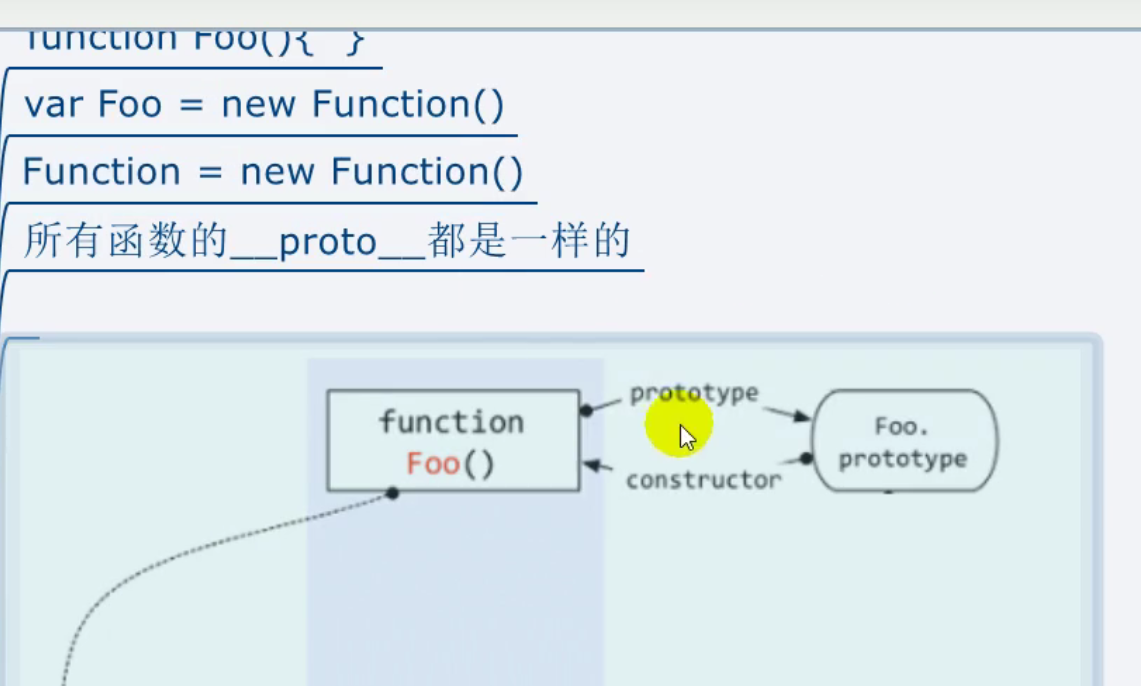 function Foo(){  }
var Foo = new Function()
Function = new Function()
所有函数的__proto__都是一样的
function
Foo()
prototype
constructor
Foo.
prototype